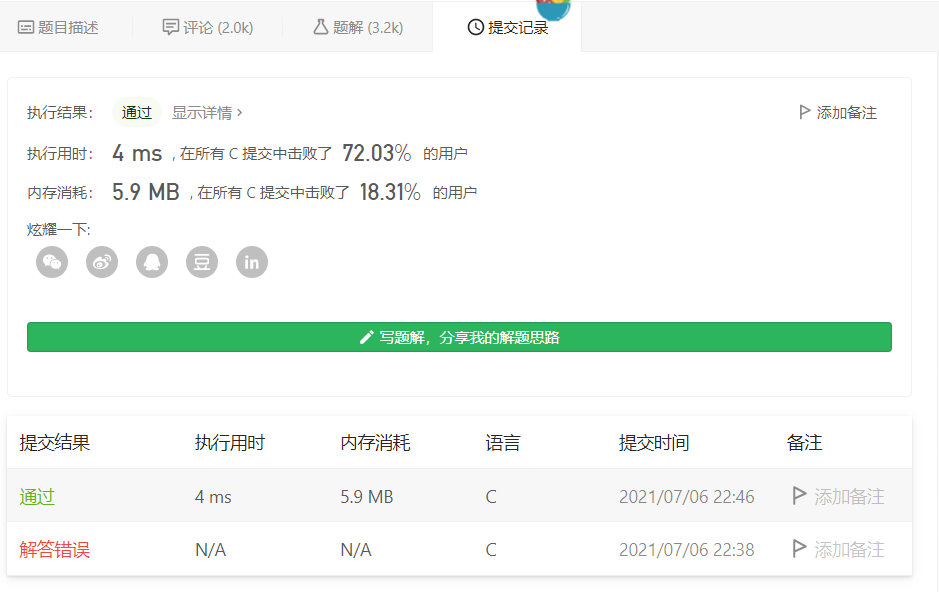 题目描述 评论 (2.0k) 题解 (3.2k) 提交记录
执行结果： 通过 显示详情 > 添加备注
执行用时： 4 ms , 在所有 C 提交中击败了 72.03% 的用户
内存消耗： 5.9 MB , 在所有 C 提交中击败了 18.31% 的用户
炫耀一下:
豆 in
写题解，分享我的解题思路
提交结果 执行用时 内存消耗 语言 提交时间 备注
通过 4 ms 5.9 MB C 2021/07/06 22:46 添加备注
解答错误 N/A N/A C 2021/07/06 22:38 添加备注